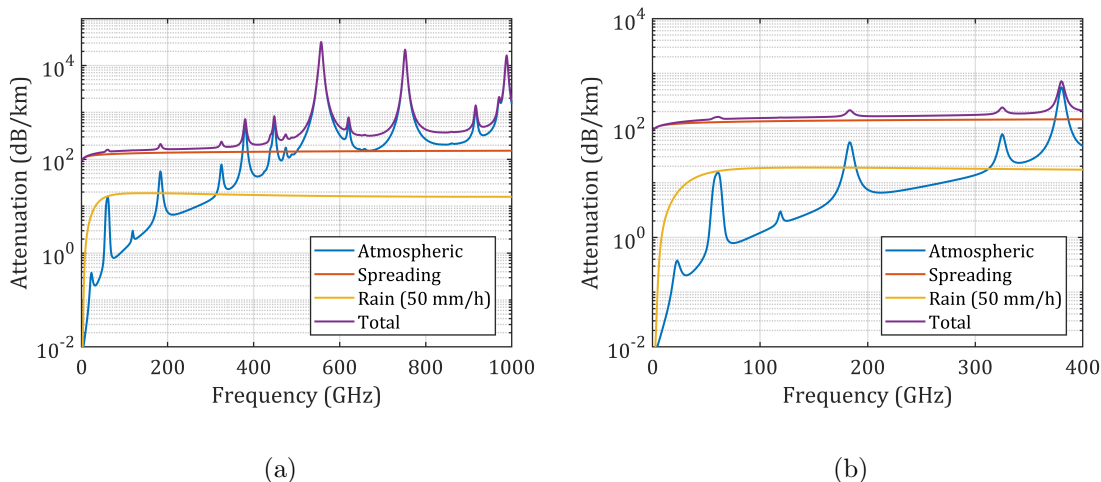 10^4
10^2
10^0
10^-2
Attenuation (dB/km)
Atmospheric
Spreading
Rain (50 mm/h)
Total
0 200 400 600 800 1000
Frequency (GHz)
(a)
10^4
10^2
10^0
10^-2
Attenuation (dB/km)
Atmospheric
Spreading
Rain (50 mm/h)
Total
0 100 200 300 400
Frequency (GHz)
(b)